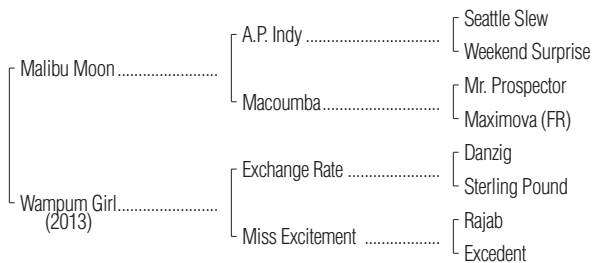 Seattle Slew
A.P. Indy
Weekend Surprise
Malibu Moon
Mr. Prospector
Macoumba
Maximova (FR)
Danzig
Exchange Rate
Sterling Pound
Wampum Girl
(2013)
Rajab
Miss Excitement
Excedent